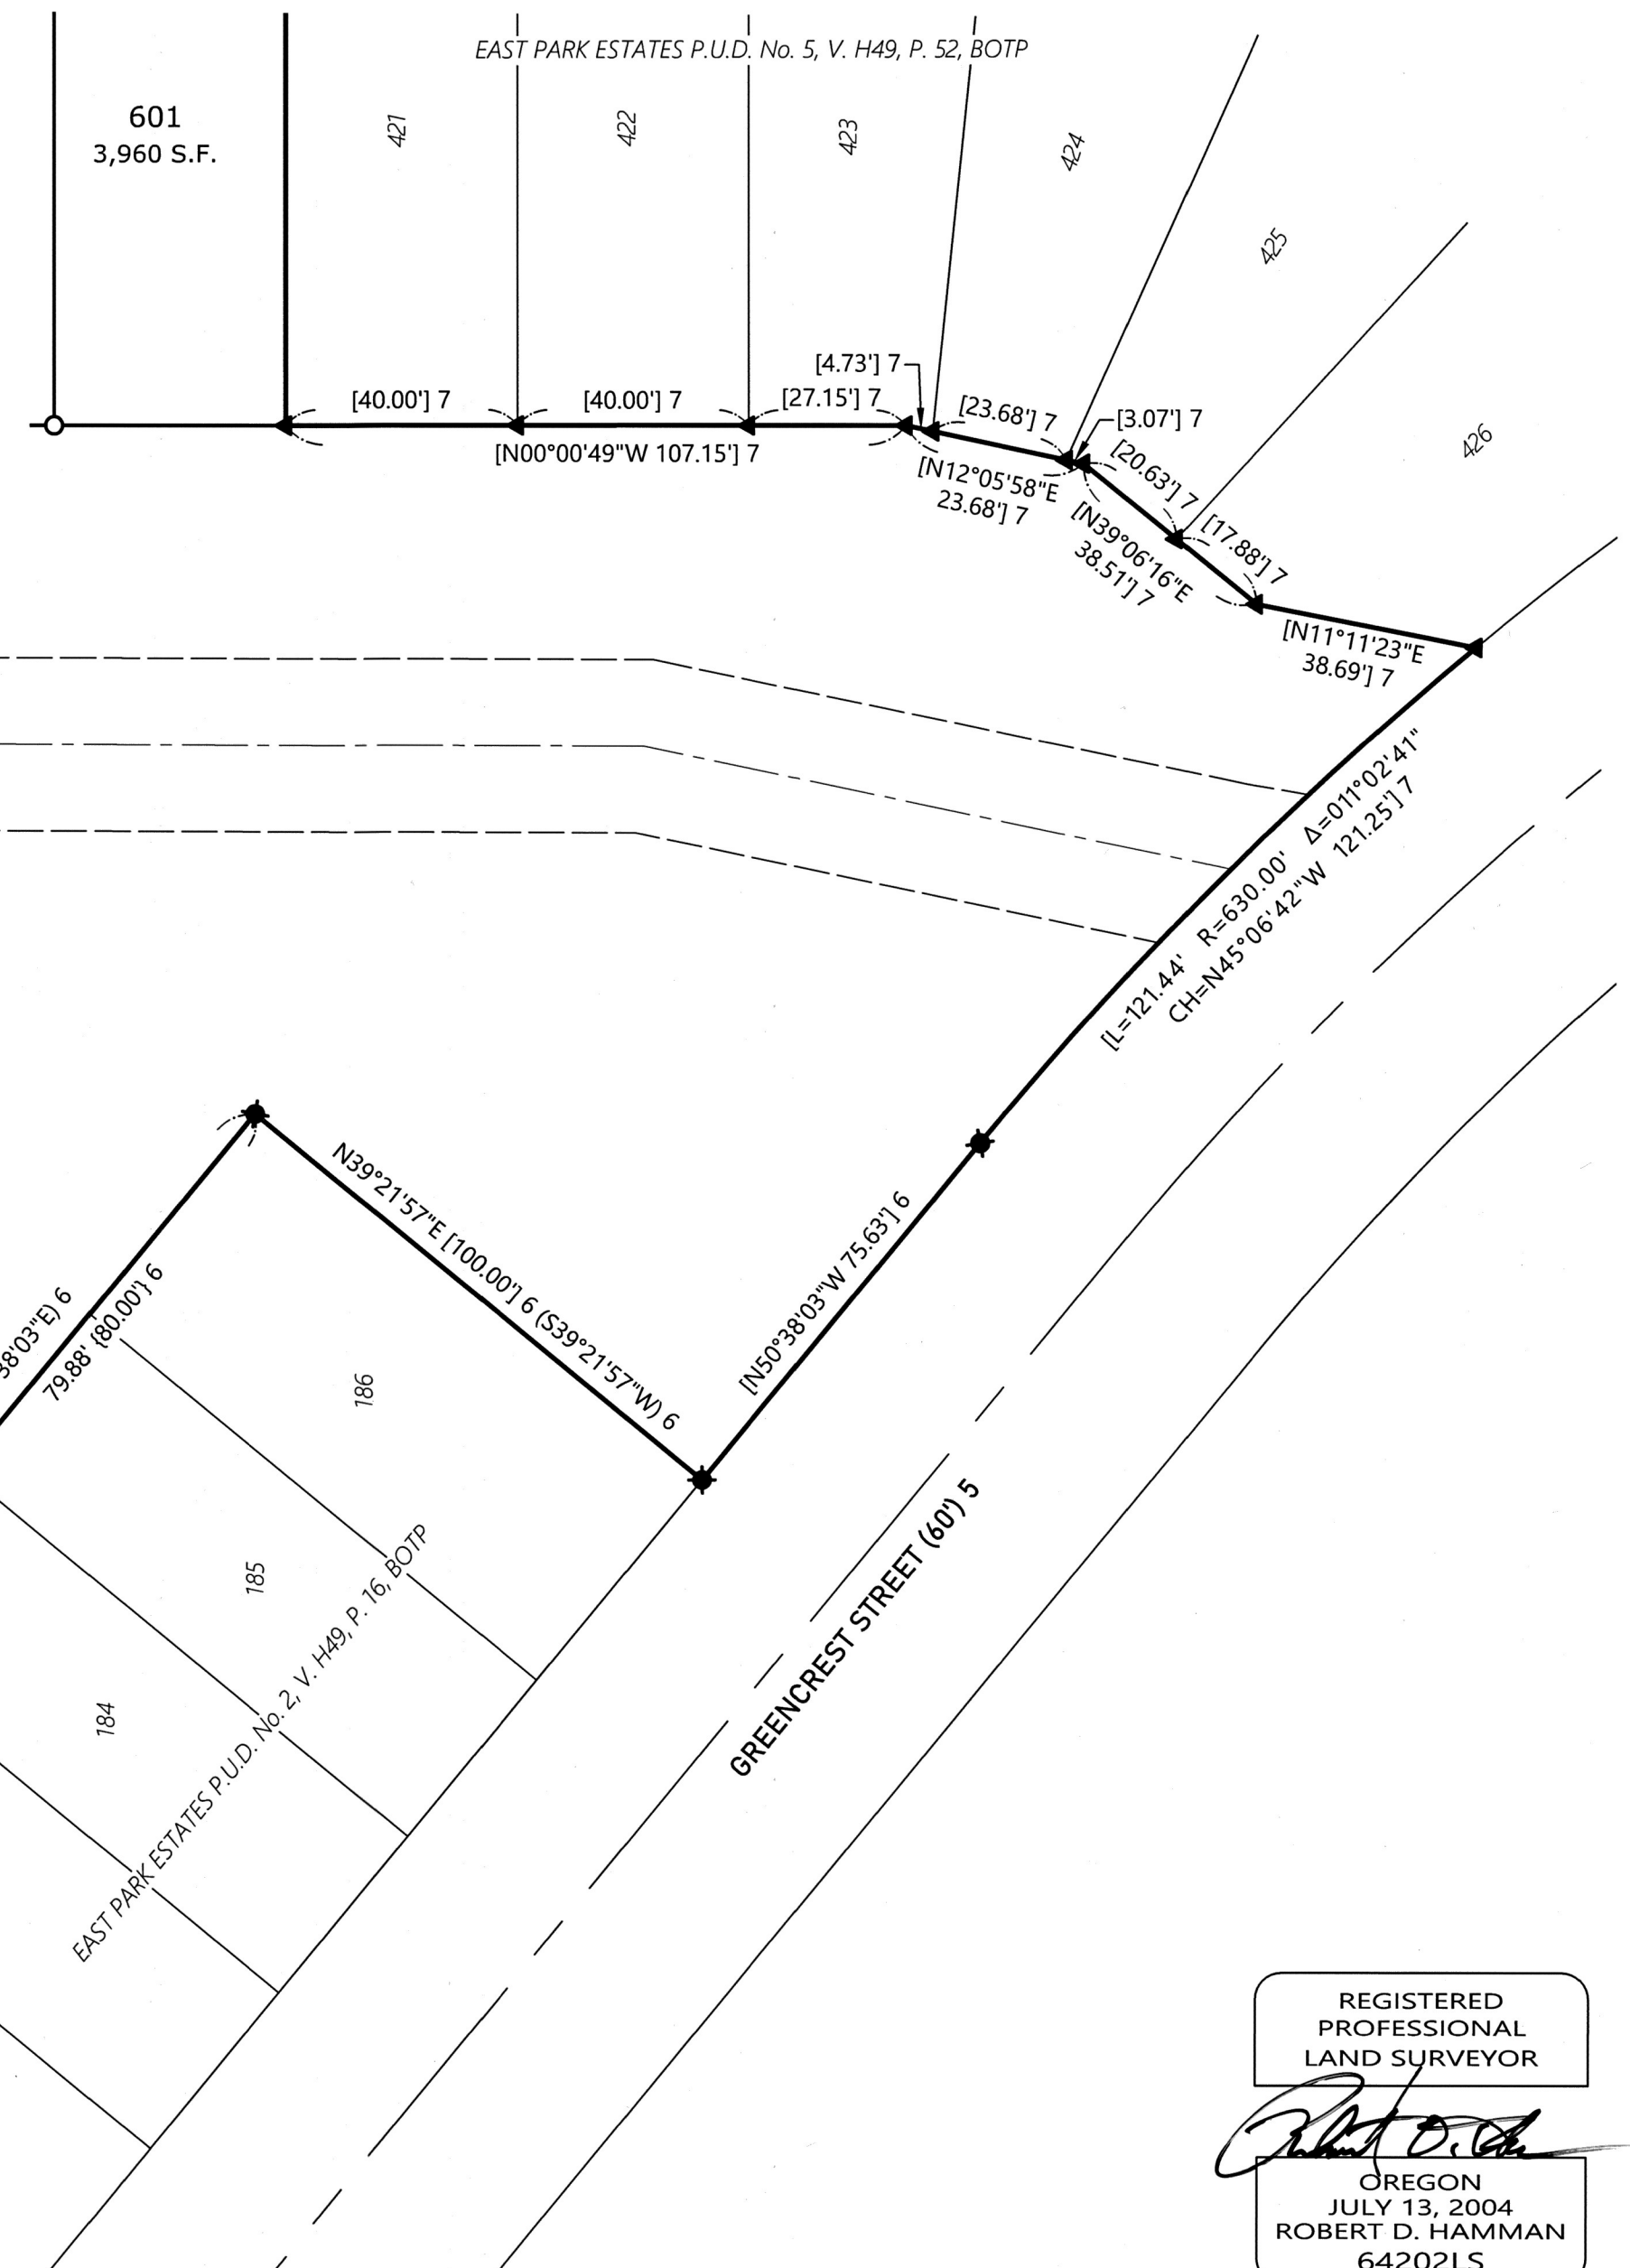 EAST PARK ESTATES P.U.D. No. 5, V. H49, P. 52, BOTP
601
3,960 S.F.
421
422
423
424
425
426
[40.00'] 7
[40.00'] 7
[27.15'] 7
[4.73'] 7
[23.68'] 7
[3.07'] 7
[20.63'] 7
[17.88'] 7
[N00°00'49"W 107.15'] 7
[N12°05'58"E
23.68'] 7
[N39°06'16"E
38.51'] 7
[N11°11'23"E
38.69'] 7
[L=121.44' R=630.00' Δ=011°02'41"
CH=N45°06'42"W 121.25'] 7
N39°21'57"E [100.00'] 6 (S39°21'57"W) 6
[N50°38'03"W 75.63'] 6
38'03"E) 6
79.88' {80.00'} 6
186
185
184
EAST PARK ESTATES P.U.D. No. 2, V. H49, P. 16, BOTP
GREENCREST STREET (60') 5
REGISTERED
PROFESSIONAL
LAND SURVEYOR
OREGON
JULY 13, 2004
ROBERT D. HAMMAN
64202LS